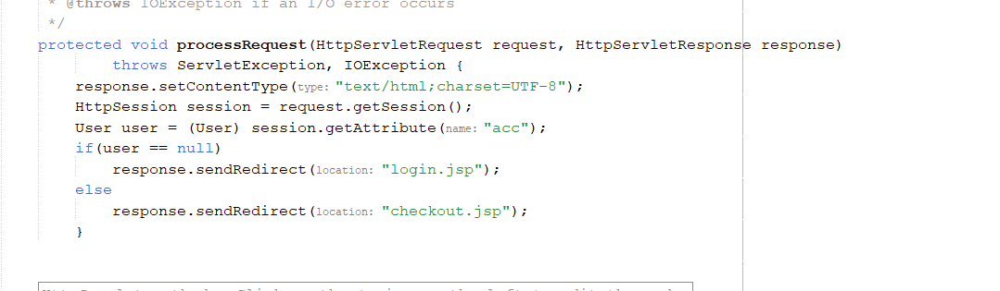 * @throws IOException if an I/O error occurs
*/
protected void processRequest(HttpServletRequest request, HttpServletResponse response)
throws ServletException, IOException {
response.setContentType(type: "text/html;charset=UTF-8");
HttpSession session = request.getSession();
User user = (User) session.getAttribute(name: "acc");
if(user == null)
response.sendRedirect(location: "login.jsp");
else
response.sendRedirect(location: "checkout.jsp");
}